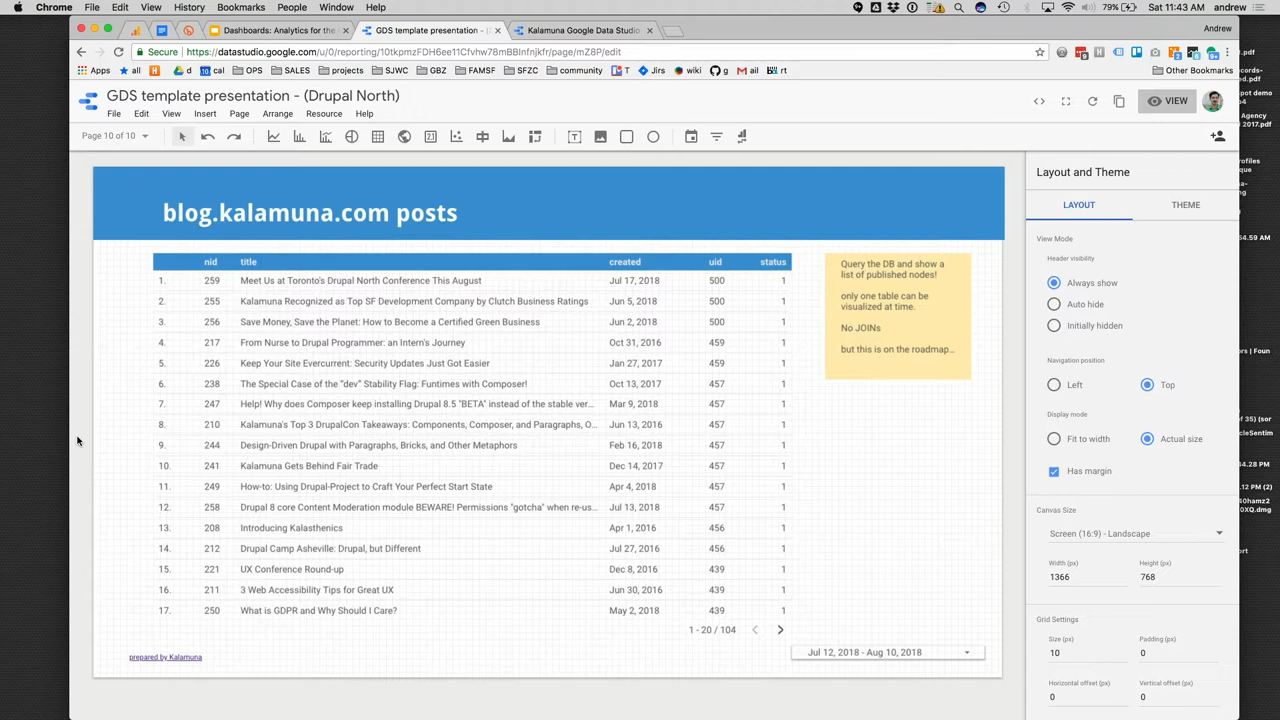 Chrome File Edit View History Bookmarks People Window Help 79% Sat 11:43 AM andrew
Dashboards: Analytics for the GDS template presentation - Kalamuna Google Data Studio Andrew
Secure https://datastudio.google.com/u/0/reporting/10tkpmzFDH6ee11Cfvhw78mBBInfnjkfr/page/mZ8P/edit
Apps all d cal OPS SALES projects SJWC GBZ FAMSF SFZC community T Jirs wiki g ail rt Other Bookmarks
GDS template presentation - (Drupal North)
File Edit View Insert Page Arrange Resource Help
VIEW
Page 10 of 10
blog.kalamuna.com posts
nid title created uid status
1. 259 Meet Us at Toronto's Drupal North Conference This August Jul 17, 2018 500 1
2. 255 Kalamuna Recognized as Top SF Development Company by Clutch Business Ratings Jun 5, 2018 500 1
3. 256 Save Money, Save the Planet: How to Become a Certified Green Business Jun 2, 2018 500 1
4. 217 From Nurse to Drupal Programmer: an Intern's Journey Oct 31, 2016 459 1
5. 226 Keep Your Site Evercurrent: Security Updates Just Got Easier Jan 27, 2017 459 1
6. 238 The Special Case of the "dev" Stability Flag: Funtimes with Composer! Oct 13, 2017 457 1
7. 247 Help! Why does Composer keep installing Drupal 8.5 "BETA" instead of the stable ver... Mar 9, 2018 457 1
8. 210 Kalamuna's Top 3 DrupalCon Takeaways: Components, Composer, and Paragraphs, O... Jun 13, 2016 457 1
9. 244 Design-Driven Drupal with Paragraphs, Bricks, and Other Metaphors Feb 16, 2018 457 1
10. 241 Kalamuna Gets Behind Fair Trade Dec 14, 2017 457 1
11. 249 How-to: Using Drupal-Project to Craft Your Perfect Start State Apr 4, 2018 457 1
12. 258 Drupal 8 core Content Moderation module BEWARE! Permissions "gotcha" when re-us... Jul 13, 2018 457 1
13. 208 Introducing Kalasthenics Apr 1, 2016 456 1
14. 212 Drupal Camp Asheville: Drupal, but Different Jul 27, 2016 456 1
15. 221 UX Conference Round-up Dec 8, 2016 439 1
16. 211 3 Web Accessibility Tips for Great UX Jun 30, 2016 439 1
17. 250 What is GDPR and Why Should I Care? May 2, 2018 439 1
1 - 20 / 104
prepared by Kalamuna
Jul 12, 2018 - Aug 10, 2018
Query the DB and show a
list of published nodes!
only one table can be
visualized at time.
No JOINs
but this is on the roadmap...
Layout and Theme
LAYOUT THEME
View Mode
Header visibility
Always show
Auto hide
Initially hidden
Navigation position
Left Top
Display mode
Fit to width Actual size
Has margin
Canvas Size
Screen (16:9) - Landscape
Width (px) Height (px)
1366 768
Grid Settings
Size (px) Padding (px)
10 0
Horizontal offset (px) Vertical offset (px)
0 0